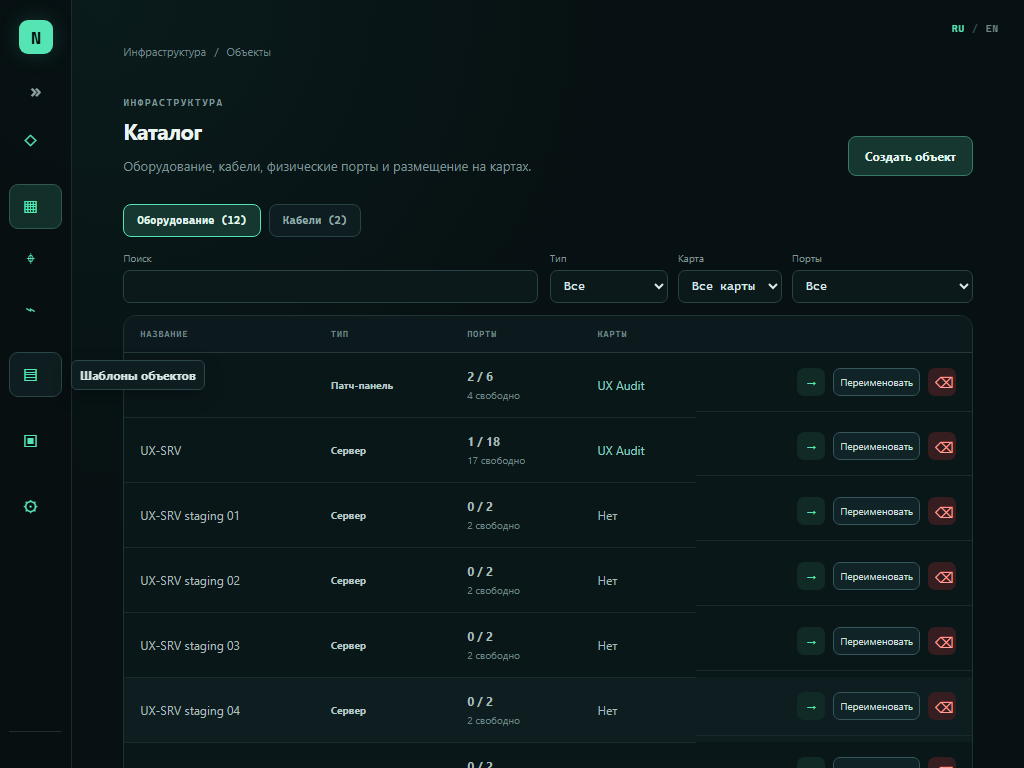 N
RU / EN
Инфраструктура / Объекты
ИНФРАСТРУКТУРА
Каталог
Оборудование, кабели, физические порты и размещение на картах.
Создать объект
Оборудование (12)
Кабели (2)
Поиск
Тип
Карта
Порты
Все
Все карты
Все
НАЗВАНИЕ
ТИП
ПОРТЫ
КАРТЫ
Шаблоны объектов
Патч-панель
2 / 6
4 свободно
UX Audit
→
Переименовать
UX-SRV
Сервер
1 / 18
17 свободно
UX Audit
→
Переименовать
UX-SRV staging 01
Сервер
0 / 2
2 свободно
Нет
→
Переименовать
UX-SRV staging 02
Сервер
0 / 2
2 свободно
Нет
→
Переименовать
UX-SRV staging 03
Сервер
0 / 2
2 свободно
Нет
→
Переименовать
UX-SRV staging 04
Сервер
0 / 2
2 свободно
Нет
→
Переименовать
0 / 2